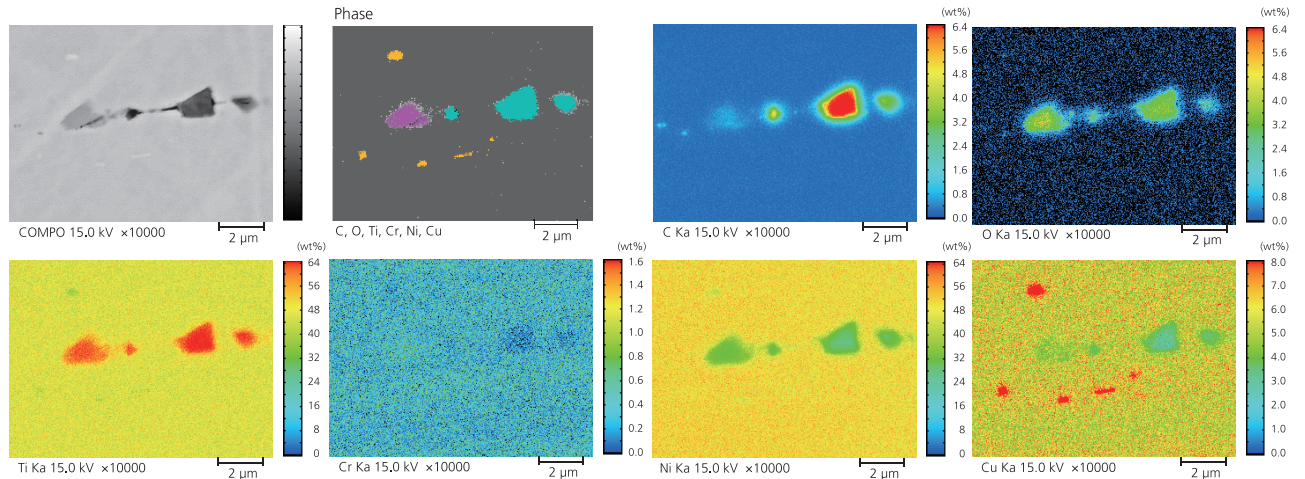 Phase
(wt%)
(wt%)
6.4
5.6
4.8
4.0
3.2
2.4
1.6
0.8
0.0
6.4
5.6
4.8
4.0
3.2
2.4
1.6
0.8
0.0
COMPO 15.0 kV ×10000
2 µm
C, O, Ti, Cr, Ni, Cu
2 µm
C Ka 15.0 kV ×10000
2 µm
O Ka 15.0 kV ×10000
2 µm
(wt%)
(wt%)
(wt%)
(wt%)
64
56
48
40
32
24
16
8
0
1.6
1.4
1.2
1.0
0.8
0.6
0.4
0.2
0.0
64
56
48
40
32
24
16
8
0
8.0
7.0
6.0
5.0
4.0
3.0
2.0
1.0
0.0
Ti Ka 15.0 kV ×10000
2 µm
Cr Ka 15.0 kV ×10000
2 µm
Ni Ka 15.0 kV ×10000
2 µm
Cu Ka 15.0 kV ×10000
2 µm